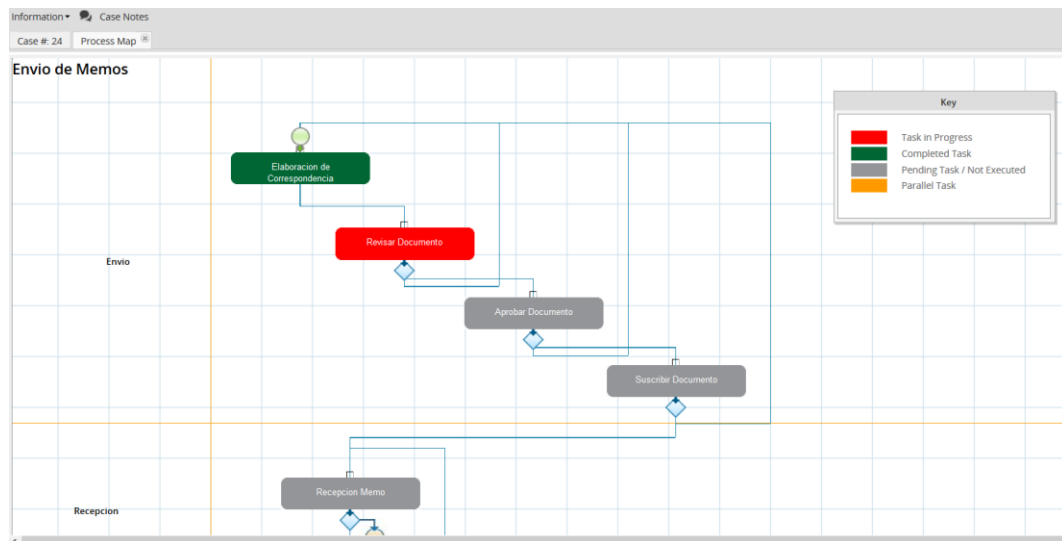 Information Case Notes
Case #: 24 Process Map
Envio de Memos
Key
Task in Progress
Completed Task
Pending Task / Not Executed
Parallel Task
Elaboracion de
Correspondencia
Revisar Documento
Envio
Aprobar Documento
Suscribir Documento
Recepcion Memo
Recepcion